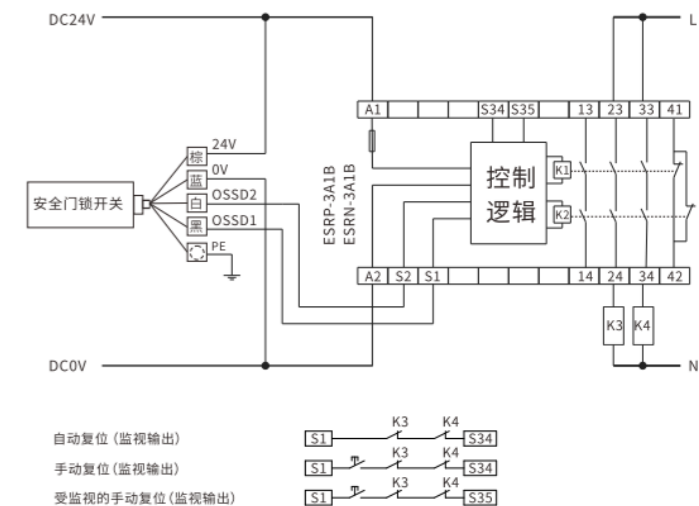 DC24V
L
A1 S34 S35 13 23 33 41
24V
棕
0V
蓝
OSSD2
白
OSSD1
黑
PE
安全门锁开关
ESRP-3A1B
ESRN-3A1B
控制
逻辑
K1
K2
A2 S2 S1 14 24 34 42
K3 K4
DC0V
N
K3 K4
自动复位(监视输出) S1 S34
K3 K4
手动复位(监视输出) S1 S34
K3 K4
受监视的手动复位(监视输出) S1 S35